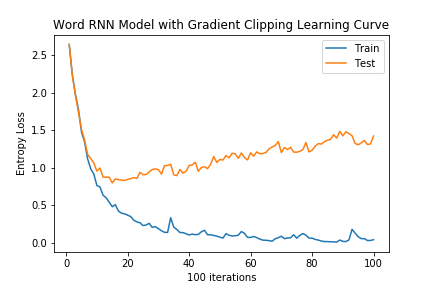 Word RNN Model with Gradient Clipping Learning Curve
Train
Test
Entropy Loss
2.5
2.0
1.5
1.0
0.5
0.0
0 20 40 60 80 100
100 iterations